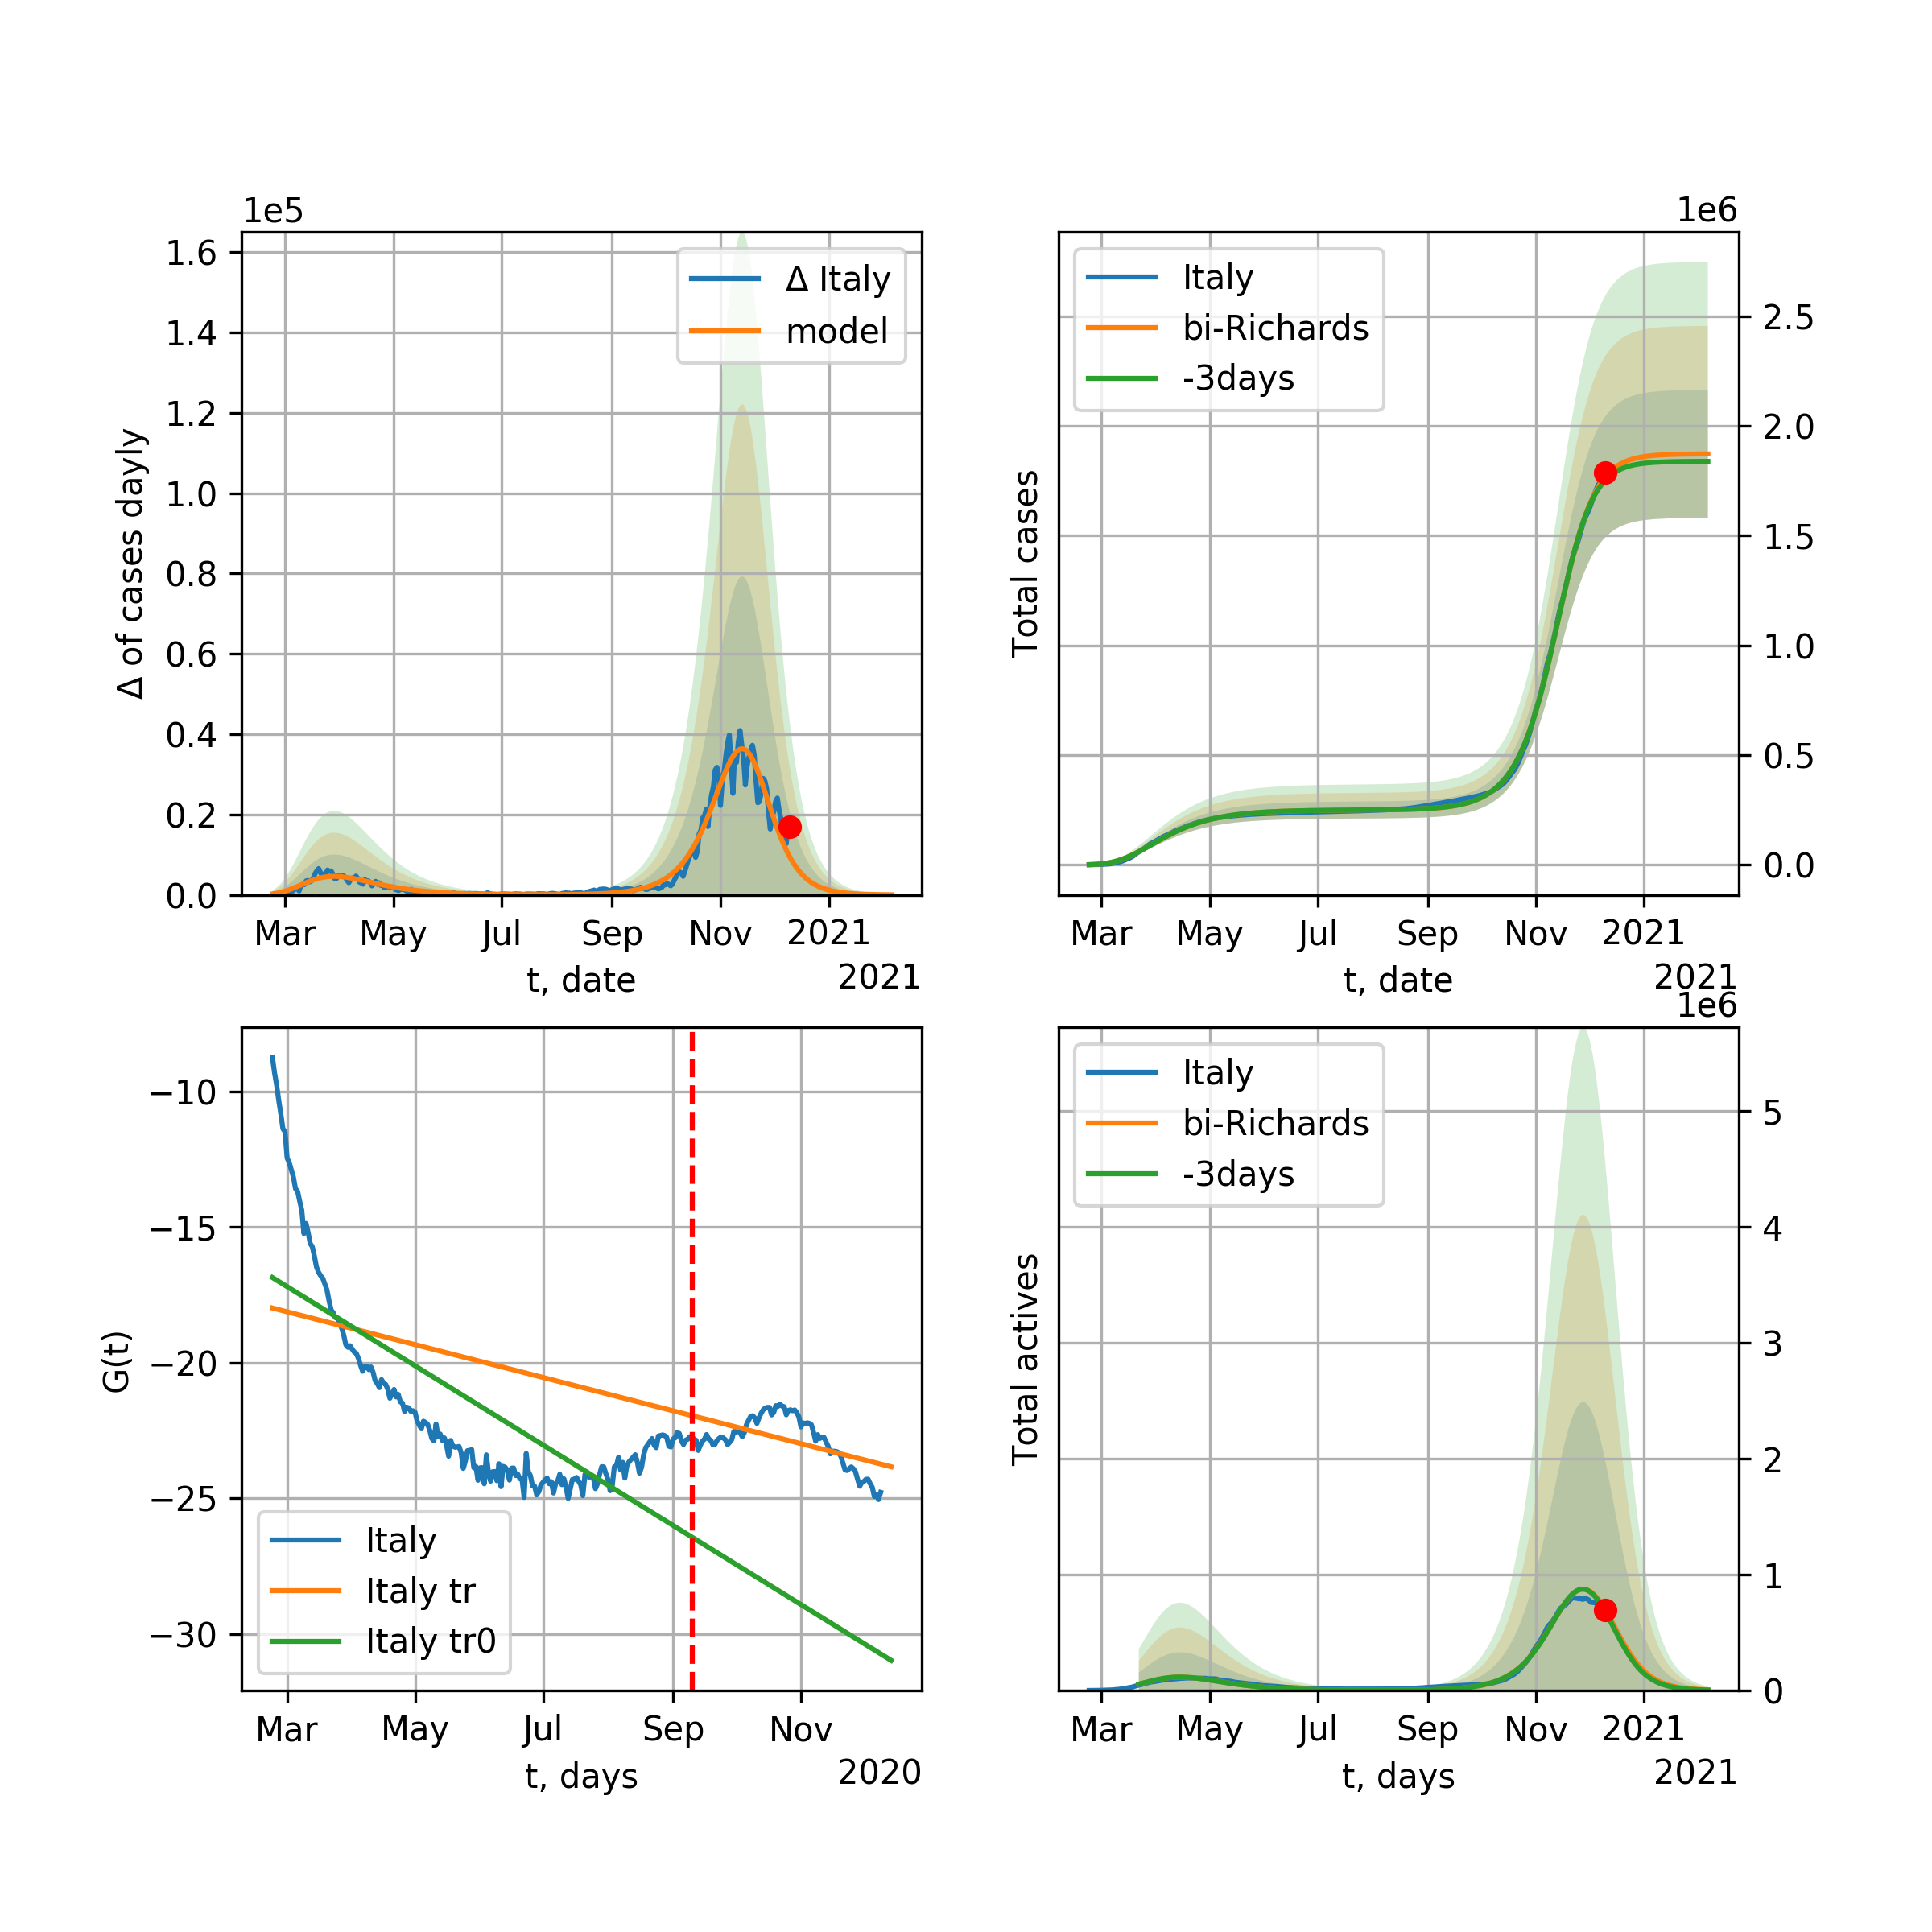 1e5
1.6
1.4
1.2
1.0
0.8
0.6
0.4
0.2
0.0
Δ of cases dayly
Δ Italy
model
Mar May Jul Sep Nov 2021
t, date
2021
1e6
Total cases
Italy
bi-Richards
-3days
2.5
2.0
1.5
1.0
0.5
0.0
Mar May Jul Sep Nov 2021
t, date
2021
G(t)
−10
−15
−20
−25
−30
Italy
Italy tr
Italy tr0
Mar May Jul Sep Nov
t, days
2020
1e6
Total actives
Italy
bi-Richards
-3days
5
4
3
2
1
0
Mar May Jul Sep Nov 2021
t, days
2021